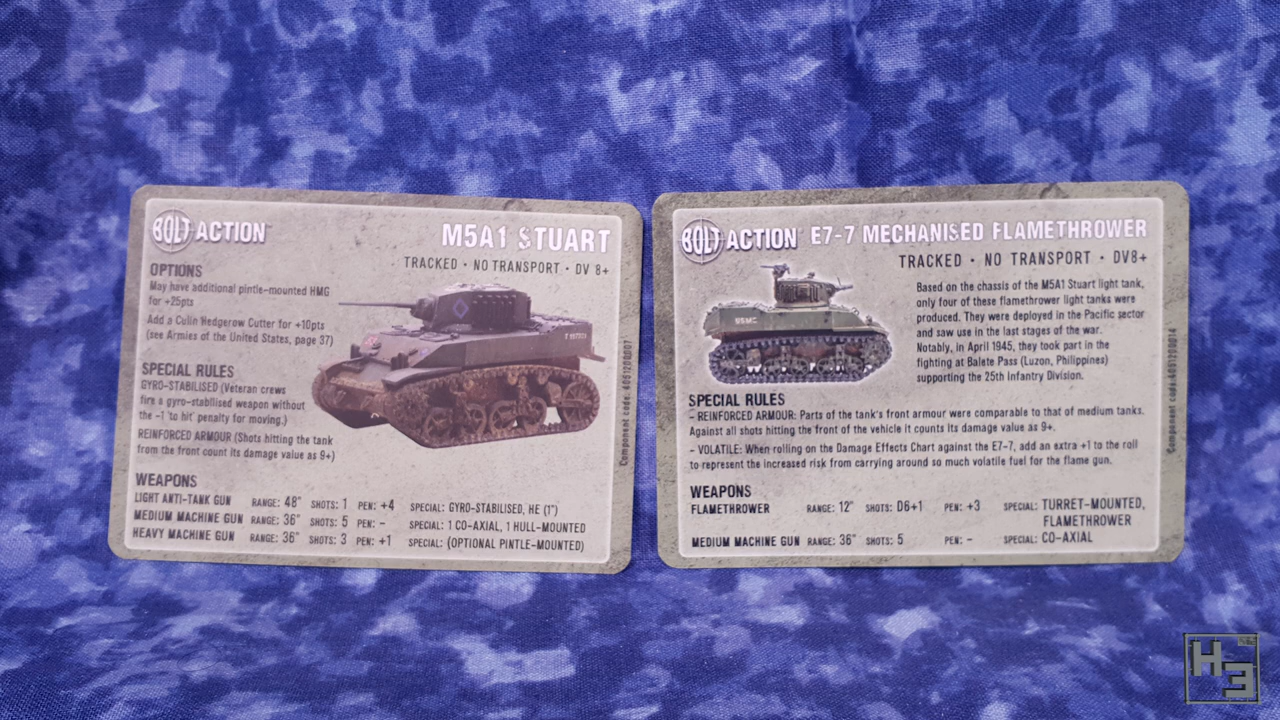 BOLT ACTION
M5A1 STUART
TRACKED · NO TRANSPORT · DV 8+
OPTIONS
May have additional pintle-mounted HMG
for +25pts
Add a Culin Hedgerow Cutter for +10pts
(see Armies of the United States, page 37)
SPECIAL RULES
GYRO-STABILISED (Veteran crews
fire a gyro-stabilised weapon without
the -1 'to hit' penalty for moving.)
REINFORCED ARMOUR (Shots hitting the tank
from the front count its damage value as 9+)
WEAPONS
LIGHT ANTI-TANK GUN RANGE: 48" SHOTS: 1 PEN: +4 SPECIAL: GYRO-STABILISED, HE (1")
MEDIUM MACHINE GUN RANGE: 36" SHOTS: 5 PEN: – SPECIAL: 1 CO-AXIAL, 1 HULL-MOUNTED
HEAVY MACHINE GUN RANGE: 36" SHOTS: 3 PEN: +1 SPECIAL: (OPTIONAL PINTLE-MOUNTED)
BOLT ACTION
E7-7 MECHANISED FLAMETHROWER
TRACKED · NO TRANSPORT · DV8+
USMC
Based on the chassis of the M5A1 Stuart light tank,
only four of these flamethrower light tanks were
produced. They were deployed in the Pacific sector
and saw use in the last stages of the war.
Notably, in April 1945, they took part in the
fighting at Balete Pass (Luzon, Philippines)
supporting the 25th Infantry Division.
SPECIAL RULES
– REINFORCED ARMOUR: Parts of the tank's front armour were comparable to that of medium tanks.
Against all shots hitting the front of the vehicle it counts its damage value as 9+.
– VOLATILE: When rolling on the Damage Effects Chart against the E7-7, add an extra +1 to the roll
to represent the increased risk from carrying around so much volatile fuel for the flame gun.
WEAPONS
FLAMETHROWER RANGE: 12" SHOTS: D6+1 PEN: +3 SPECIAL: TURRET-MOUNTED,
FLAMETHROWER
MEDIUM MACHINE GUN RANGE: 36" SHOTS: 5 PEN: – SPECIAL: CO-AXIAL
H3